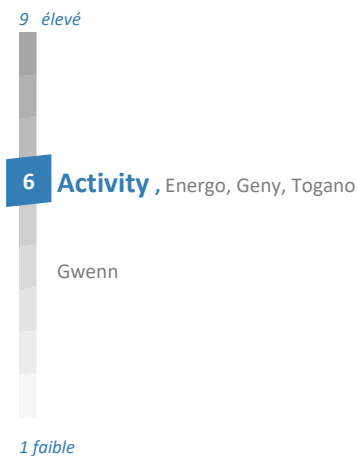 9 élevé
6 Activity , Energo, Geny, Togano
Gwenn
1 faible